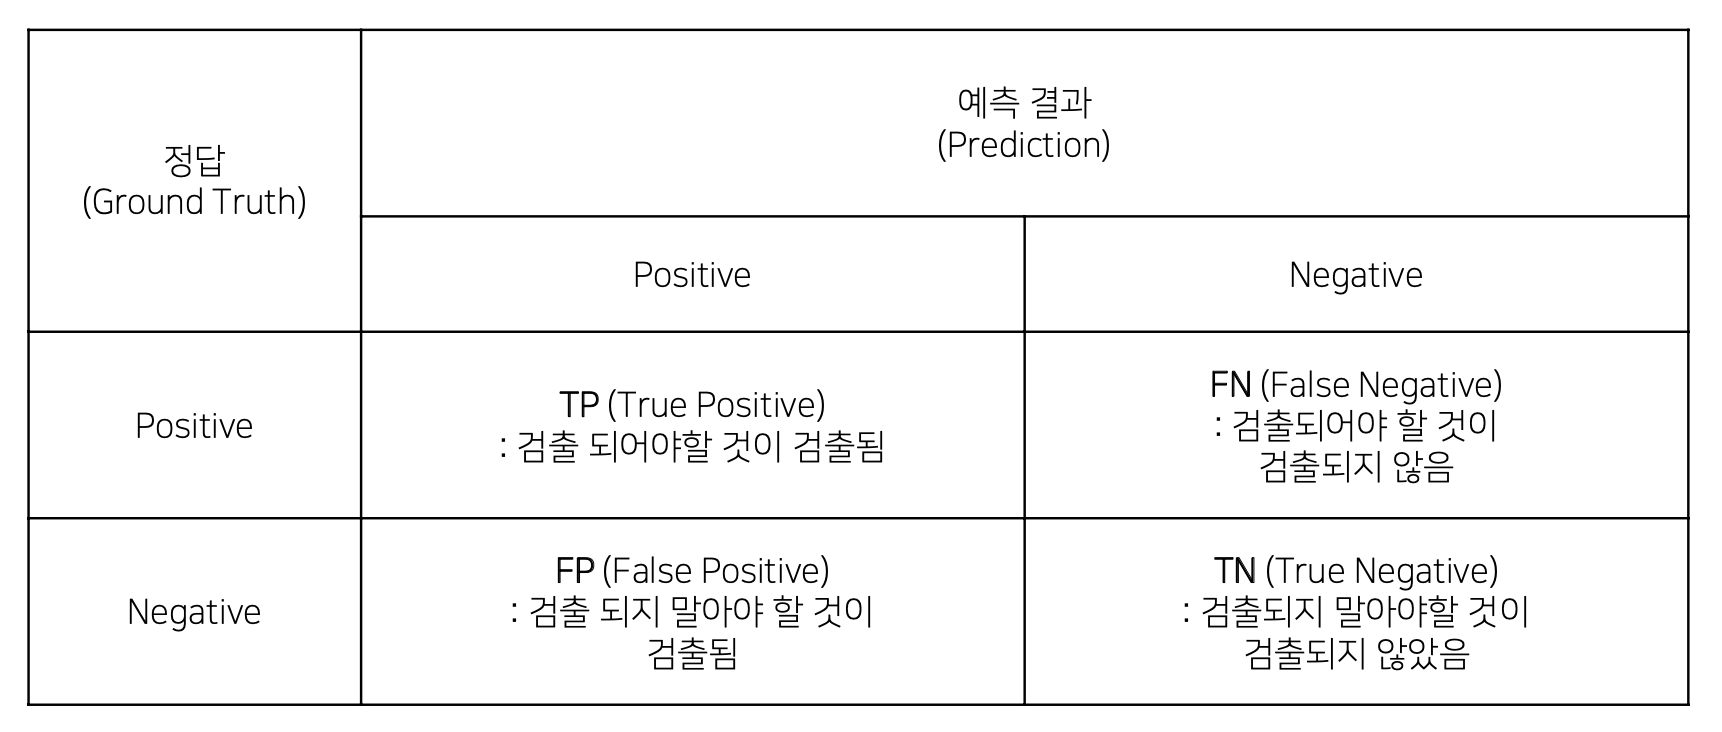 정답
(Ground Truth)
예측 결과
(Prediction)
Positive
Negative
Positive
TP (True Positive)
: 검출 되어야할 것이 검출됨
FN (False Negative)
: 검출되어야 할 것이
검출되지 않음
Negative
FP (False Positive)
: 검출 되지 말아야 할 것이
검출됨
TN (True Negative)
: 검출되지 말아야할 것이
검출되지 않았음